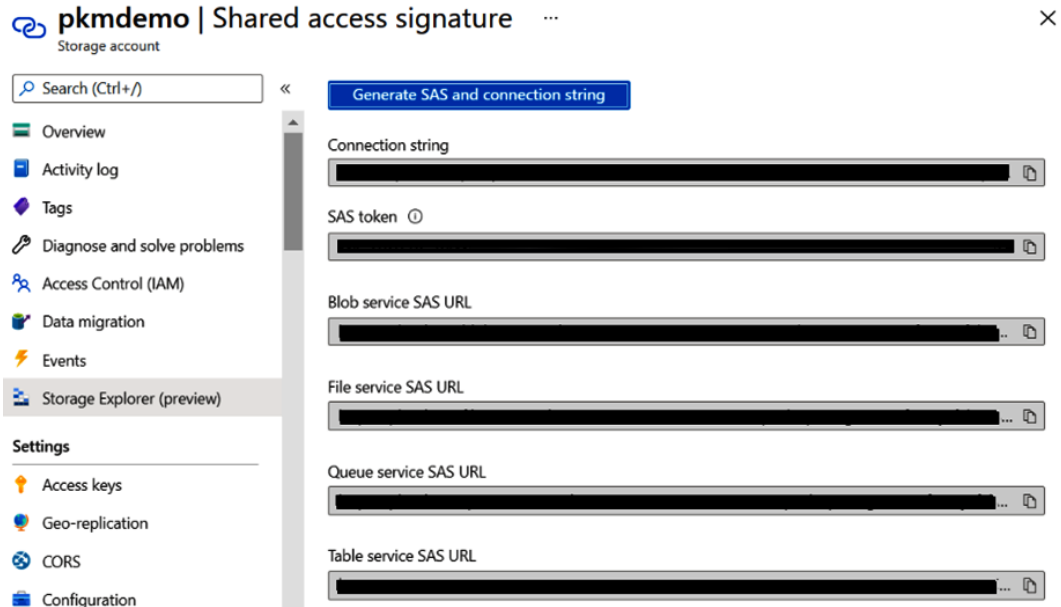 pkmdemo | Shared access signature ...
Storage account
Search (Ctrl+/)
«
Overview
Activity log
Tags
Diagnose and solve problems
Access Control (IAM)
Data migration
Events
Storage Explorer (preview)
Settings
Access keys
Geo-replication
CORS
Configuration
Generate SAS and connection string
Connection string
SAS token
Blob service SAS URL
...
File service SAS URL
...
Queue service SAS URL
...
Table service SAS URL
...